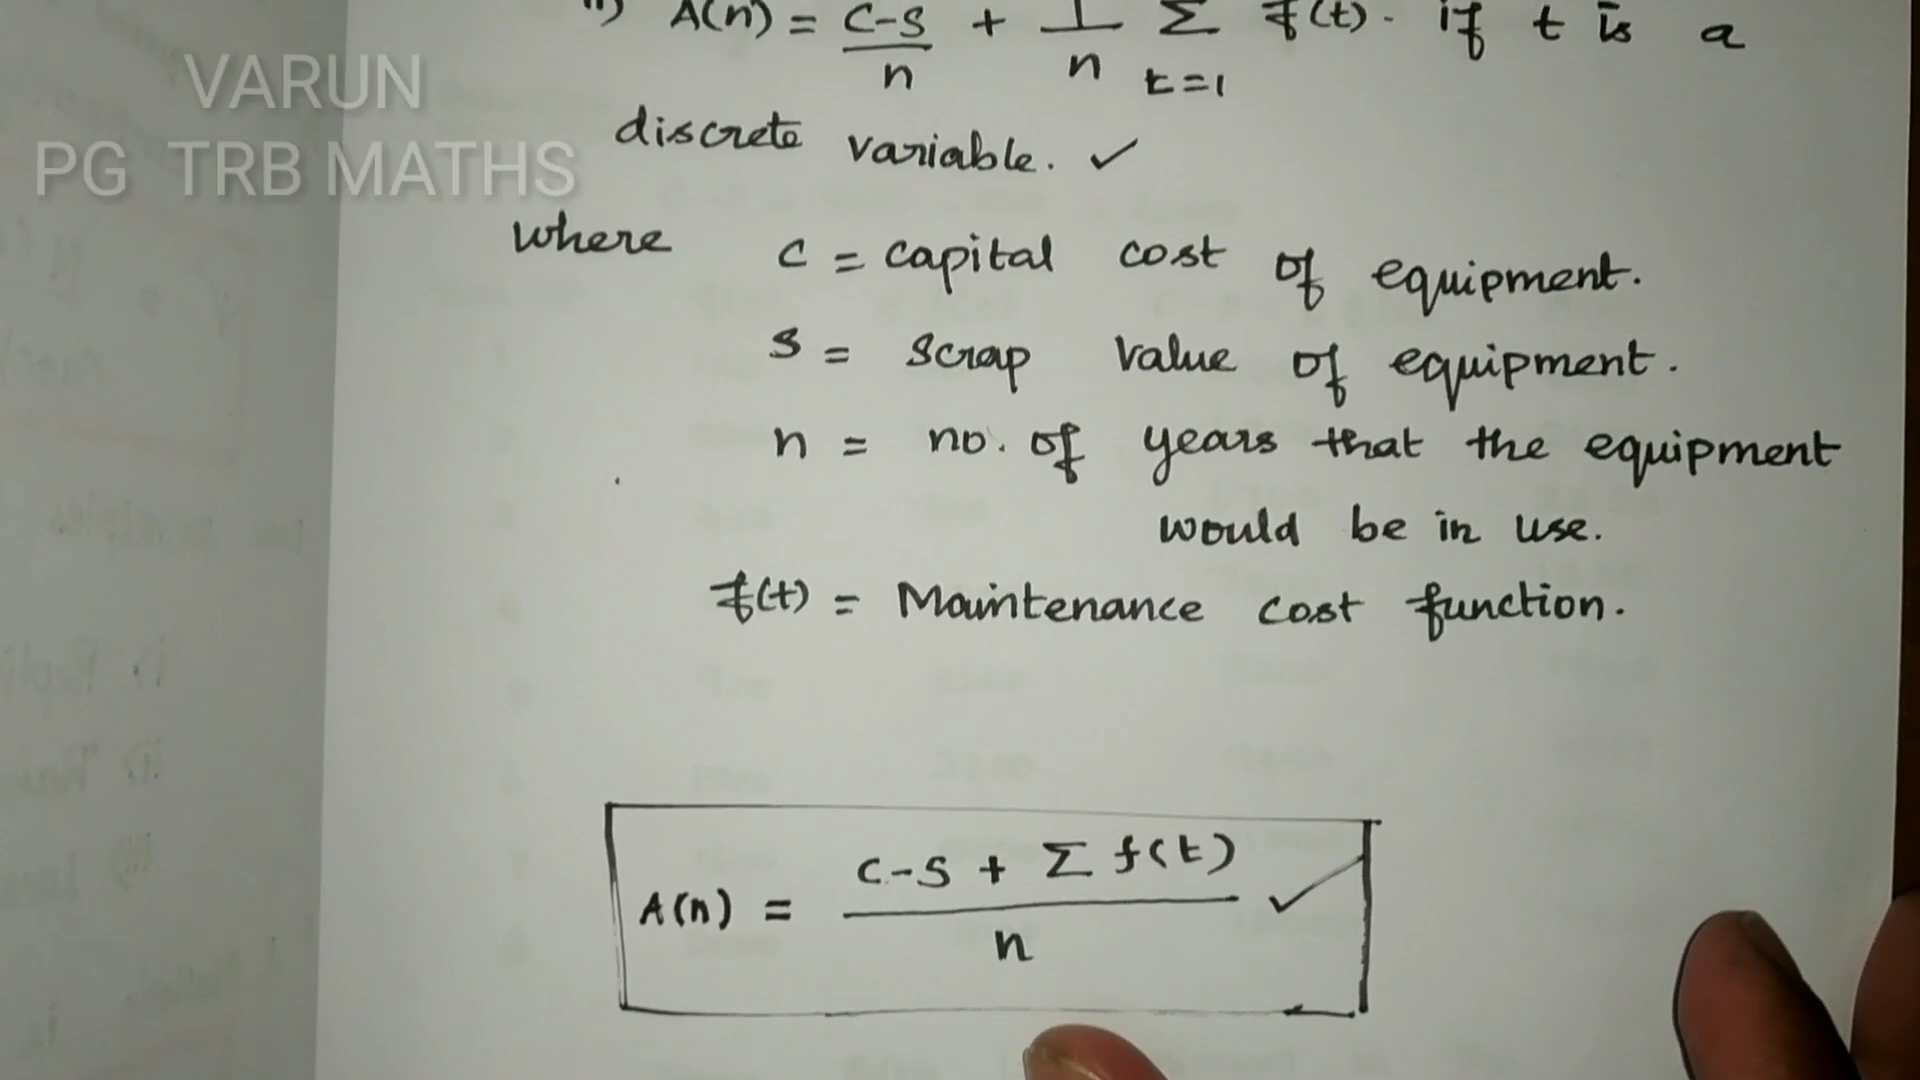 ii) A(n) = C-S/n + 1/n Σ t=1 f(t). if t is a
discrete variable. ✓
where C = capital cost of equipment.
S = Scrap value of equipment.
n = no. of years that the equipment
would be in use.
f(t) = Maintenance cost function.
A(n) = C-S + Σ f(t) / n ✓
VARUN
PG TRB MATHS